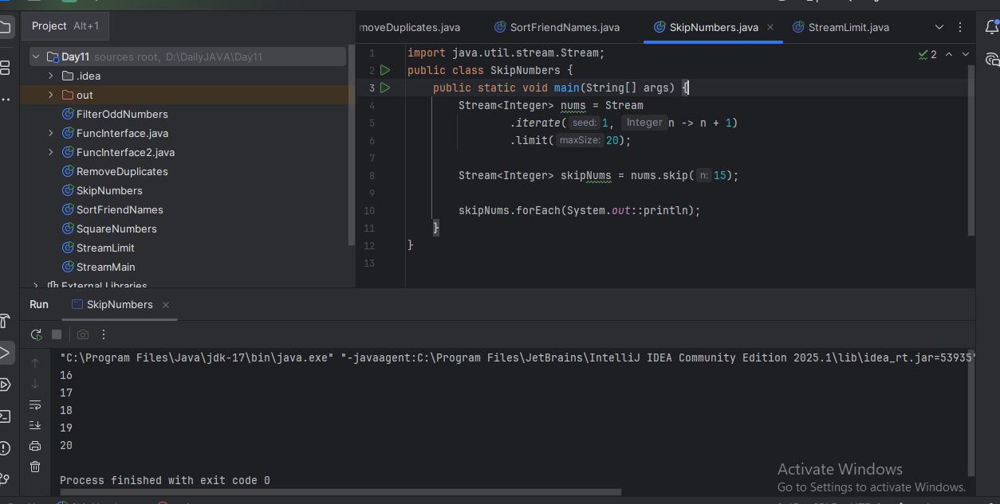 Project Alt+1
Day11 sources root, D:\DailyJAVA\Day11
.idea
out
FilterOddNumbers
FuncInterface.java
FuncInterface2.java
RemoveDuplicates
SkipNumbers
SortFriendNames
SquareNumbers
StreamLimit
StreamMain
External Libraries
moveDuplicates.java SortFriendNames.java SkipNumbers.java StreamLimit.java
2
1 import java.util.stream.Stream;
2 public class SkipNumbers {
3 public static void main(String[] args) {
4 Stream<Integer> nums = Stream
5 .iterate( seed: 1, Integer n -> n + 1)
6 .limit( maxSize: 20);
7
8 Stream<Integer> skipNums = nums.skip( n: 15);
9
10 skipNums.forEach(System.out::println);
11 }
12 }
13
Run SkipNumbers
"C:\Program Files\Java\jdk-17\bin\java.exe" "-javaagent:C:\Program Files\JetBrains\IntelliJ IDEA Community Edition 2025.1\lib\idea_rt.jar=53935
16
17
18
19
20
Process finished with exit code 0
Activate Windows
Go to Settings to activate Windows.